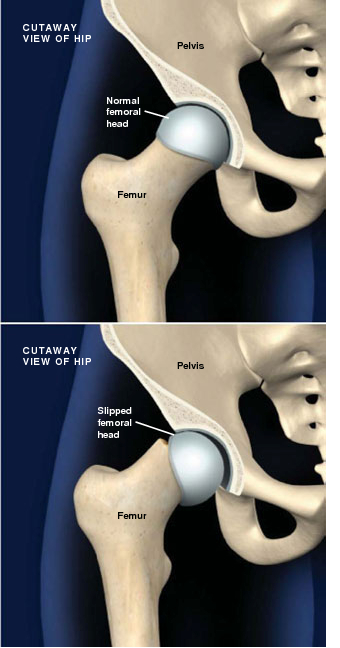 CUTAWAY
VIEW OF HIP
Pelvis
Normal
femoral
head
Femur
CUTAWAY
VIEW OF HIP
Pelvis
Slipped
femoral
head
Femur